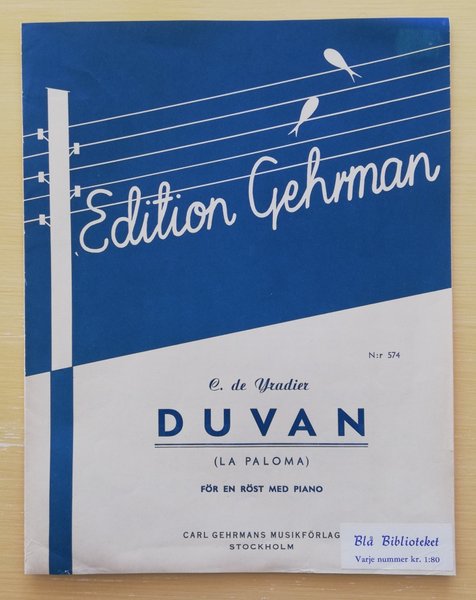 Edition Gehrman
N:r 574
C. de Yradier
DUVAN
(LA PALOMA)
FÖR EN RÖST MED PIANO
CARL GEHRMANS MUSIKFÖRLAG
STOCKHOLM
Blå Biblioteket
Varje nummer kr. 1:80